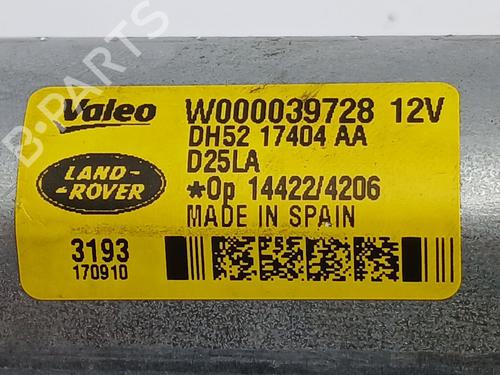 B-PARTS
Valeo W000039728 12V
DH52 17404 AA
D25LA
LAND-
-ROVER
*Op 14422/4206
MADE IN SPAIN
3193
170910